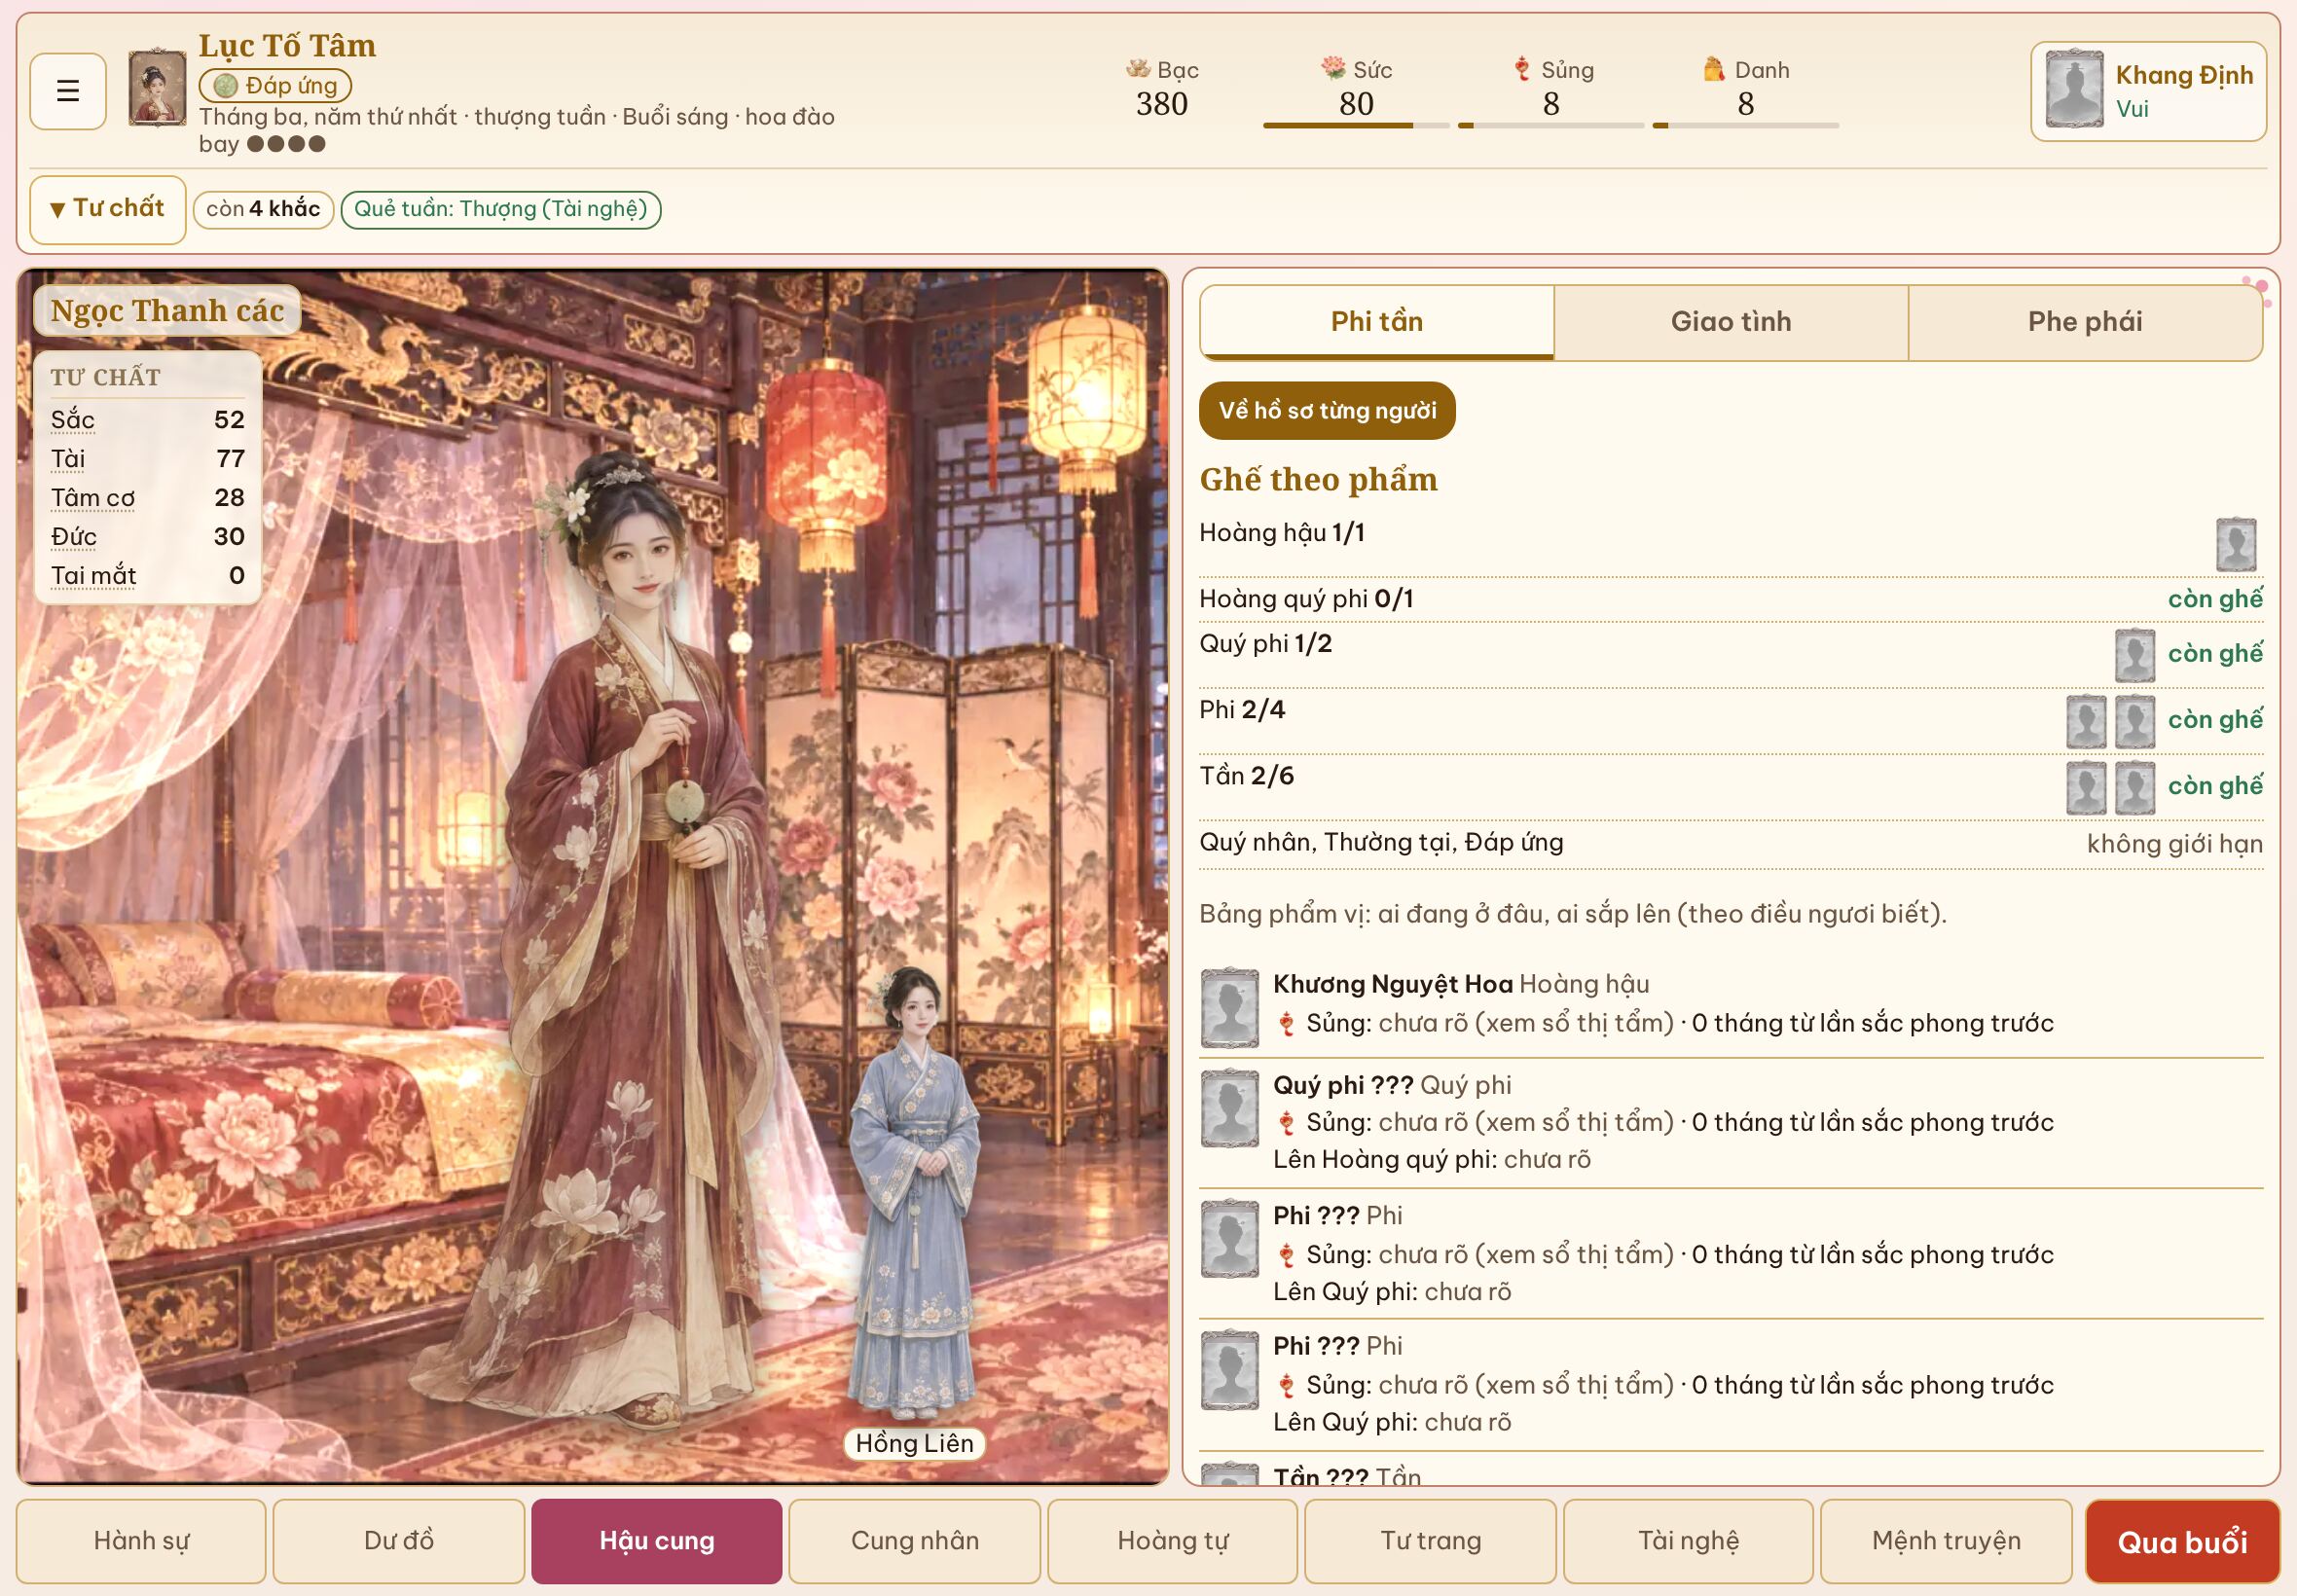 ☰
Lục Tố Tâm
Đáp ứng
Tháng ba, năm thứ nhất · thượng tuần · Buổi sáng · hoa đào
bay ●●●●
Bạc
380
Sức
80
Sủng
8
Danh
8
Khang Định
Vui
▼ Tư chất
còn 4 khắc
Quẻ tuần: Thượng (Tài nghệ)
Ngọc Thanh các
TƯ CHẤT
Sắc 52
Tài 77
Tâm cơ 28
Đức 30
Tai mắt 0
Hồng Liên
Phi tần
Giao tình
Phe phái
Về hồ sơ từng người
Ghế theo phẩm
Hoàng hậu 1/1
Hoàng quý phi 0/1 còn ghế
Quý phi 1/2 còn ghế
Phi 2/4 còn ghế
Tần 2/6 còn ghế
Quý nhân, Thường tại, Đáp ứng không giới hạn
Bảng phẩm vị: ai đang ở đâu, ai sắp lên (theo điều ngươi biết).
Khương Nguyệt Hoa Hoàng hậu
Sủng: chưa rõ (xem sổ thị tẩm) · 0 tháng từ lần sắc phong trước
Quý phi ??? Quý phi
Sủng: chưa rõ (xem sổ thị tẩm) · 0 tháng từ lần sắc phong trước
Lên Hoàng quý phi: chưa rõ
Phi ??? Phi
Sủng: chưa rõ (xem sổ thị tẩm) · 0 tháng từ lần sắc phong trước
Lên Quý phi: chưa rõ
Phi ??? Phi
Sủng: chưa rõ (xem sổ thị tẩm) · 0 tháng từ lần sắc phong trước
Lên Quý phi: chưa rõ
Tần ??? Tần
Hành sự
Dư đồ
Hậu cung
Cung nhân
Hoàng tự
Tư trang
Tài nghệ
Mệnh truyện
Qua buổi